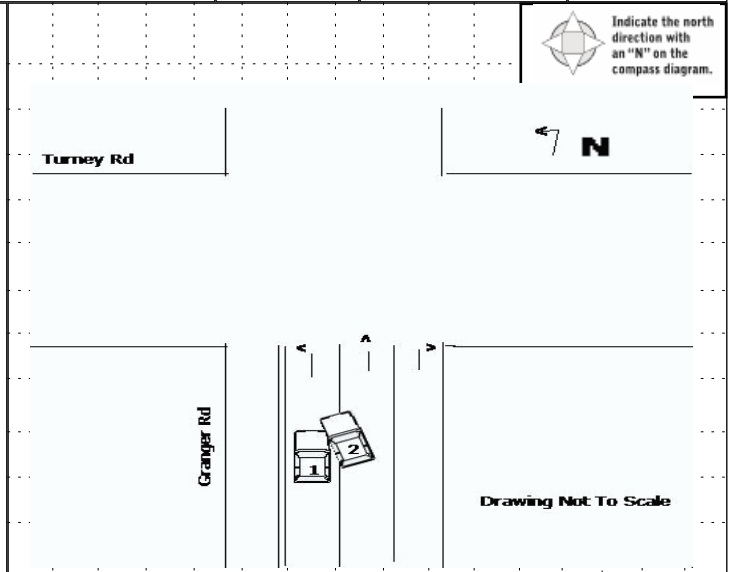 Indicate the north
direction with
an “N” on the
compass diagram.
Turney Rd
N
Granger Rd
1
2
Drawing Not To Scale